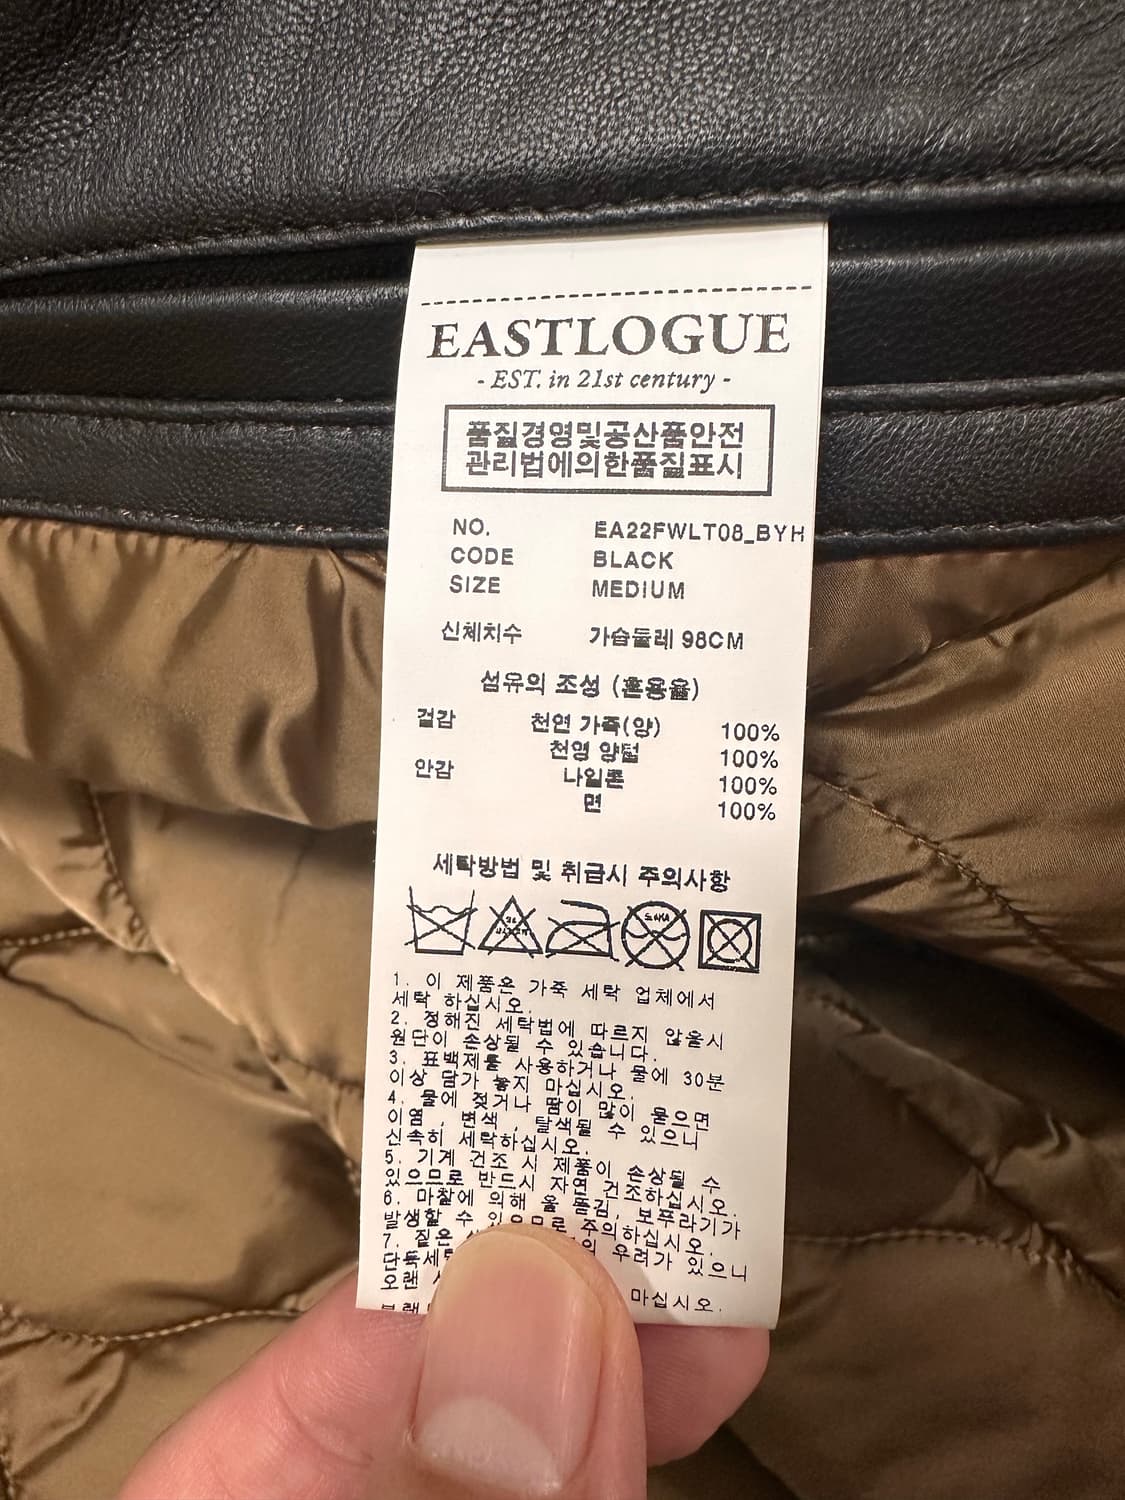 EASTLOGUE
- EST. in 21st century -
품질경영및공산품안전
관리법에의한품질표시
NO. EA22FWLT08_BYH
CODE BLACK
SIZE MEDIUM
신체치수 가슴둘레 98CM
섬유의 조성 (혼용율)
걸감 천연 가죽(양) 100%
천영 양털 100%
안감 나일론 100%
면 100%
세탁방법 및 취급시 주의사항
1. 이 제품은 가죽 세탁 업체에서
세탁 하십시오.
2. 정해진 세탁법에 따르지 않을시
원단이 손상될 수 있습니다.
3. 표백제를 사용하거나 물에 30분
이상 담가 놓지 마십시오.
4. 물에 젖거나 땀이 많이 묻으면
이염 , 변색 , 탈색될 수 있으니
신속히 세탁하십시오.
5. 기계 건조 시 제품이 손상될 수
있으므로 반드시 자연 건조하십시오.
6. 마찰에 의해 올 뜯김, 보푸라기가
발생할 수 있으므로 주의하십시오.
7. 짙은 의 우려가 있으니
단독세탁
오랜 마십시오.